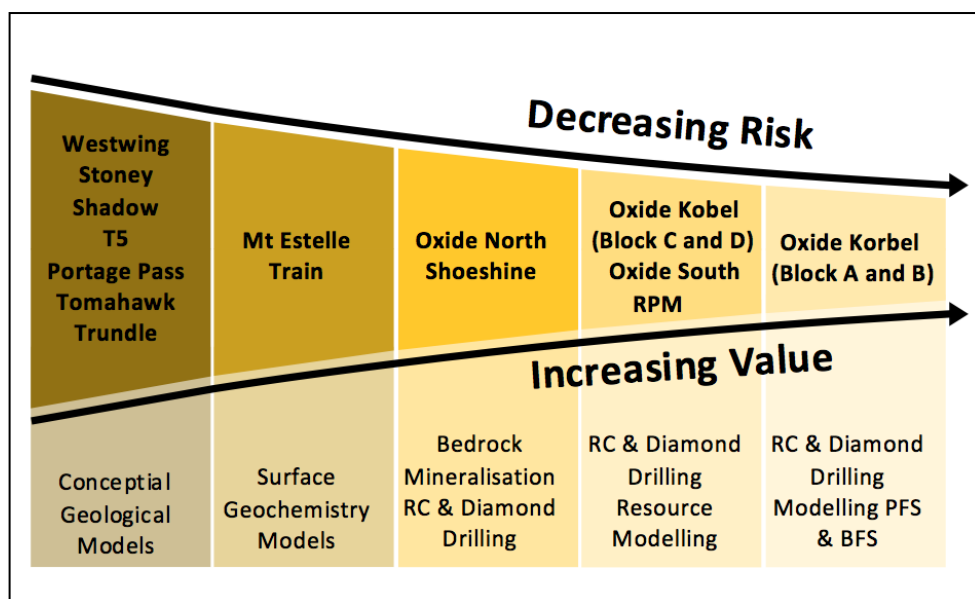 Decreasing Risk
Westwing
Stoney
Shadow
T5
Portage Pass
Tomahawk
Trundle
Mt Estelle
Train
Oxide North
Shoeshine
Oxide Kobel
(Block C and D)
Oxide South
RPM
Oxide Korbel
(Block A and B)
Increasing Value
Conceptial
Geological
Models
Surface
Geochemistry
Models
Bedrock
Mineralisation
RC & Diamond
Drilling
RC & Diamond
Drilling
Resource
Modelling
RC & Diamond
Drilling
Modelling PFS
& BFS